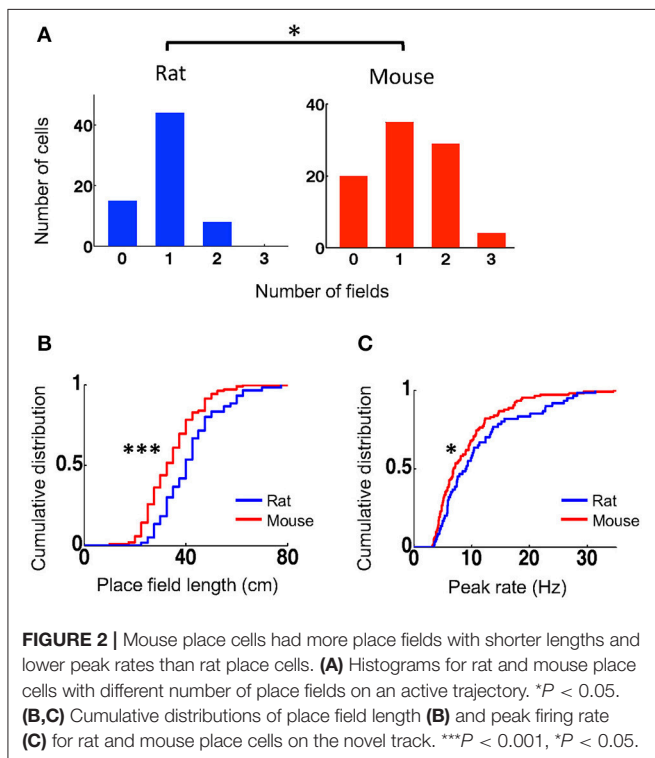 A
*
Rat
Mouse
Number of cells
40
20
0
0
1
2
3
40
20
0
0
1
2
3
Number of fields
B
Cumulative distribution
1
0.5
0
***
Rat
Mouse
0
40
80
Place field length (cm)
C
Cumulative distribution
1
0.5
0
*
Rat
Mouse
0
10
20
30
Peak rate (Hz)
FIGURE 2 | Mouse place cells had more place fields with shorter lengths and
lower peak rates than rat place cells. (A) Histograms for rat and mouse place
cells with different number of place fields on an active trajectory. *P < 0.05.
(B,C) Cumulative distributions of place field length (B) and peak firing rate
(C) for rat and mouse place cells on the novel track. ***P < 0.001, *P < 0.05.